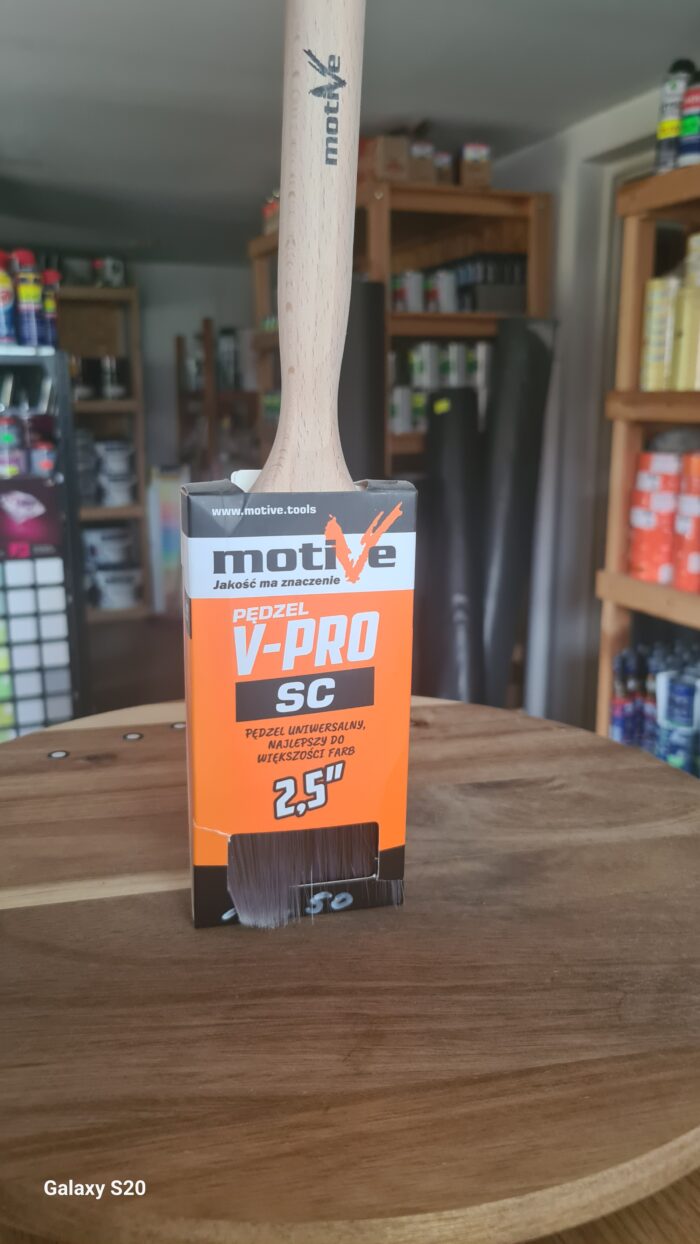 motive
www.motive.tools
motive
Jakość ma znaczenie
PĘDZEL
V-PRO
SC
PĘDZEL UNIWERSALNY,
NAJLEPSZY DO
WIĘKSZOŚCI FARB
2,5"
50
Galaxy S20